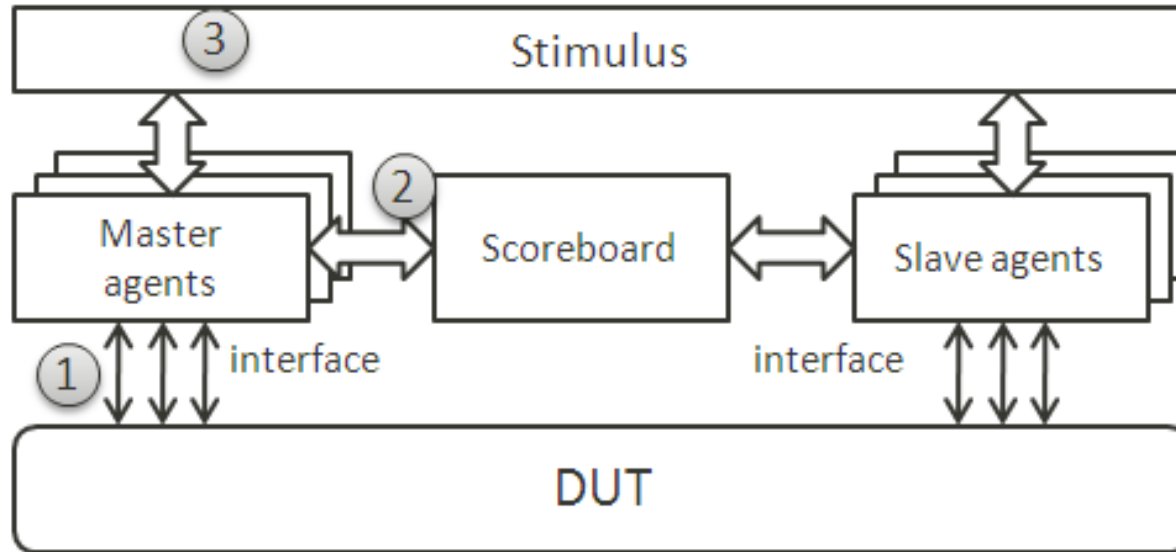 3
Stimulus
2
Master
agents
Scoreboard
Slave agents
1
interface
interface
DUT